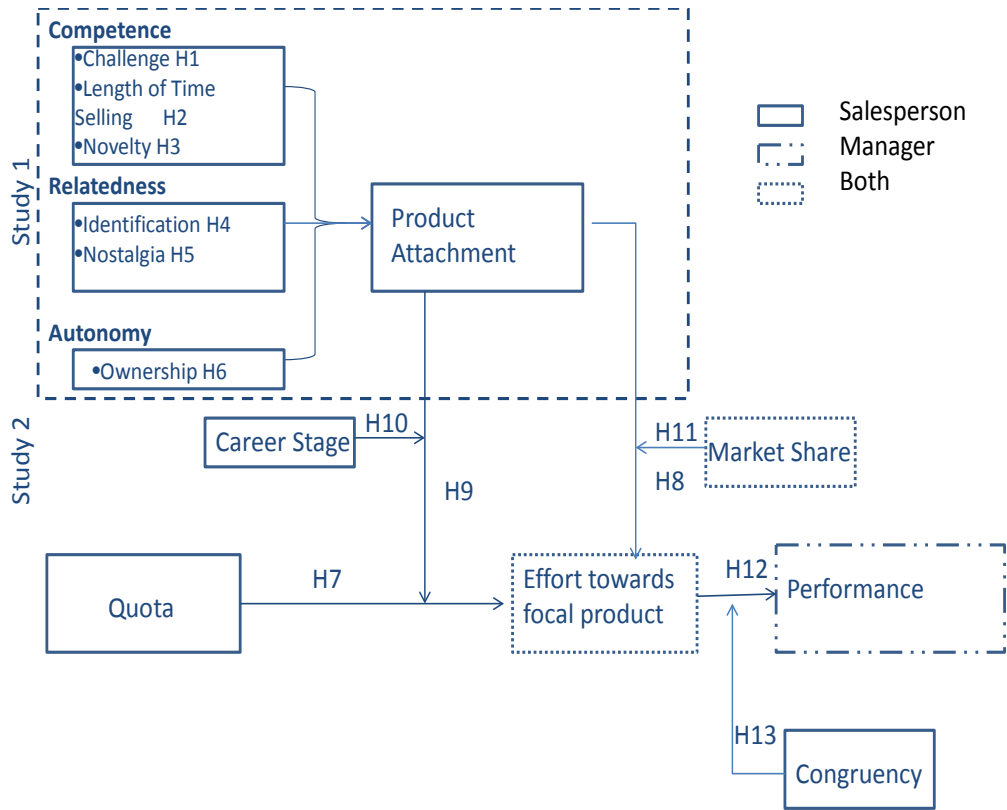 Study 1
Competence
•Challenge H1
•Length of Time
Selling H2
•Novelty H3
Relatedness
•Identification H4
•Nostalgia H5
Autonomy
•Ownership H6
Product
Attachment
Salesperson
Manager
Both
Study 2
Career Stage
H10
H9
H11
H8
Market Share
Quota
H7
Effort towards
focal product
H12
Performance
H13
Congruency